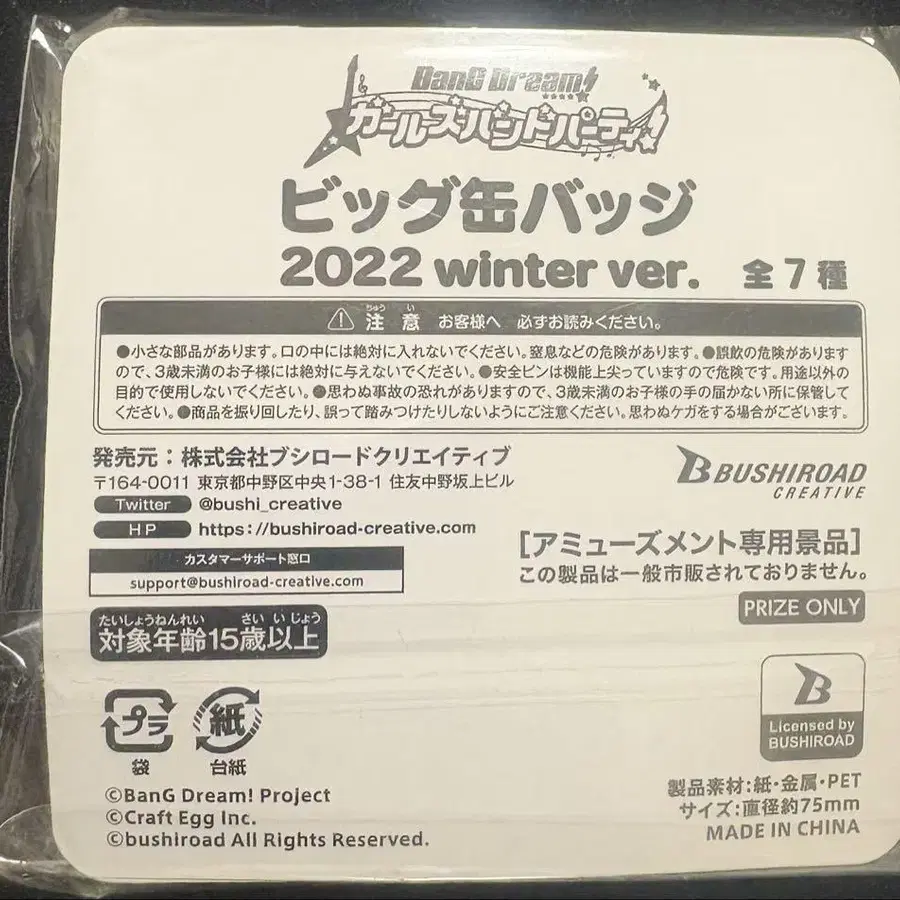 BanG Dream!
ガールズバンドパーティ!
ビッグ缶バッジ
2022 winter ver. 全7種
⚠ 注意 お客様へ 必ずお読みください。
ちゅう い
●小さな部品があります。口の中には絶対に入れないでください。窒息などの危険があります。●誤飲の危険があります
ので、3歳未満のお子様には絶対に与えないでください。●安全ピンは機能上尖っていますので危険です。用途以外の
目的で使用しないでください。●思わぬ事故の恐れがありますので、3歳未満のお子様の手の届かない所に保管して
ください。●商品を振り回したり、誤って踏みつけたりしないようにご注意ください。思わぬケガをする場合がございます。
発売元：株式会社ブシロードクリエイティブ
〒164-0011 東京都中野区中央1-38-1 住友中野坂上ビル
Twitter @bushi_creative
HP https://bushiroad-creative.com
カスタマーサポート窓口
support@bushiroad-creative.com
BUSHIROAD
CREATIVE
[アミューズメント専用景品]
この製品は一般市販されておりません。
PRIZE ONLY
たいしょうねんれい さい いじょう
対象年齢15歳以上
プラ
袋
紙
台紙
Licensed by
BUSHIROAD
©BanG Dream! Project
©Craft Egg Inc.
©bushiroad All Rights Reserved.
製品素材:紙・金属・PET
サイズ:直径約75mm
MADE IN CHINA